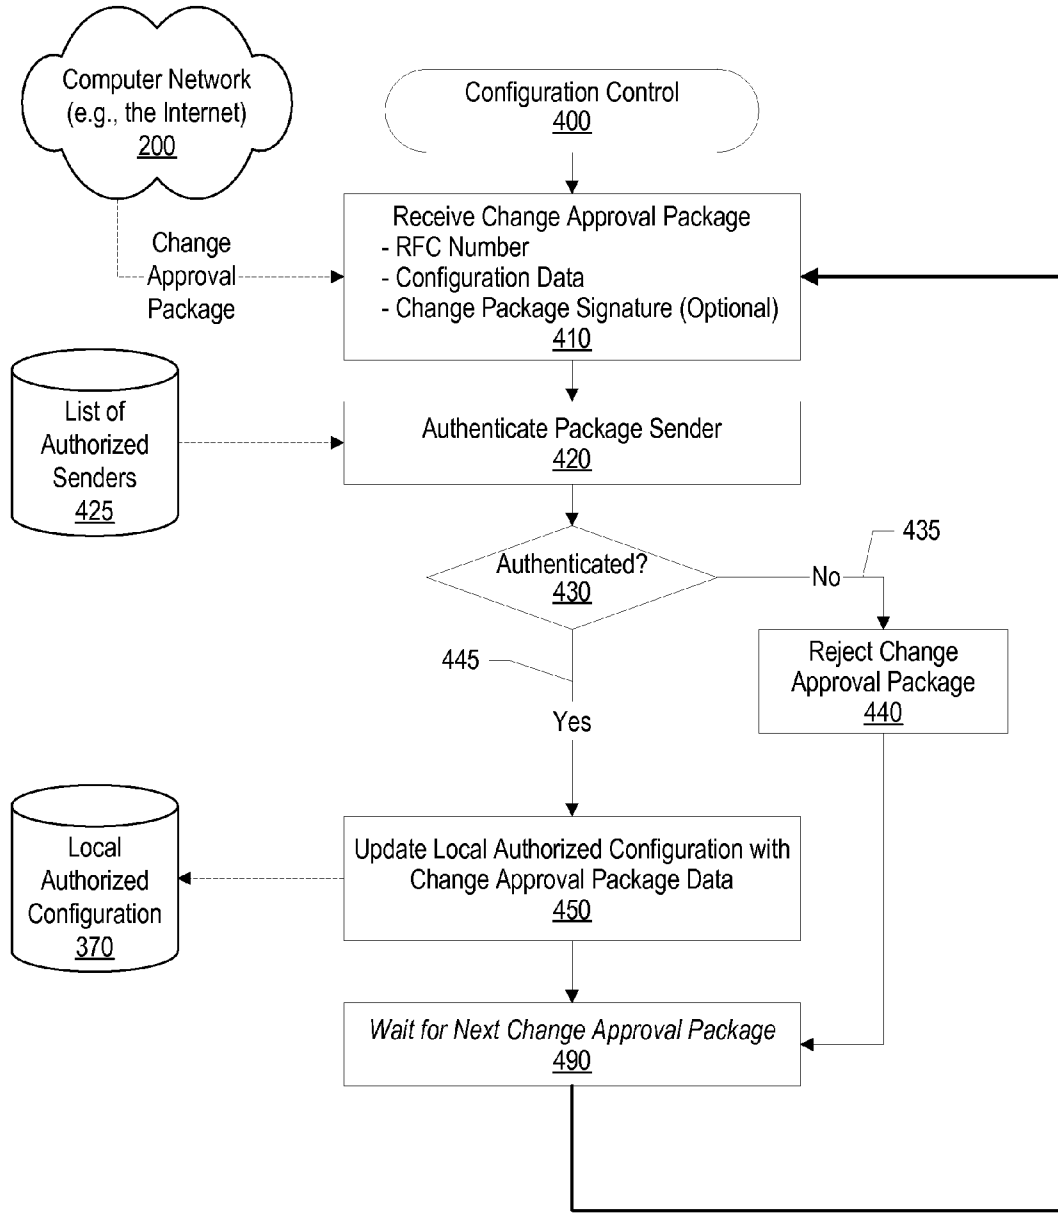 Computer Network
(e.g., the Internet)
200
Configuration Control
400
Change
Approval
Package
Receive Change Approval Package
- RFC Number
- Configuration Data
- Change Package Signature (Optional)
410
List of
Authorized
Senders
425
Authenticate Package Sender
420
435
Authenticated?
430
No
445
Reject Change
Approval Package
440
Yes
Local
Authorized
Configuration
370
Update Local Authorized Configuration with
Change Approval Package Data
450
Wait for Next Change Approval Package
490